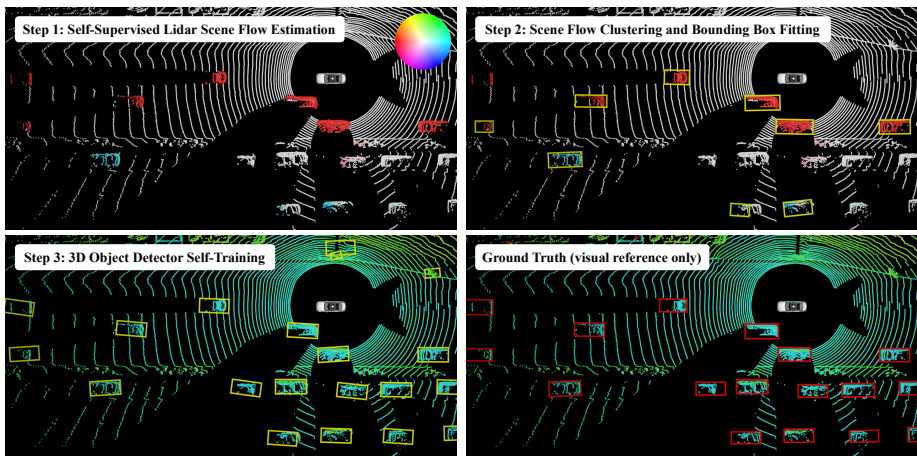 Step 1: Self-Supervised Lidar Scene Flow Estimation
Step 2: Scene Flow Clustering and Bounding Box Fitting
Step 3: 3D Object Detector Self-Training
Ground Truth (visual reference only)